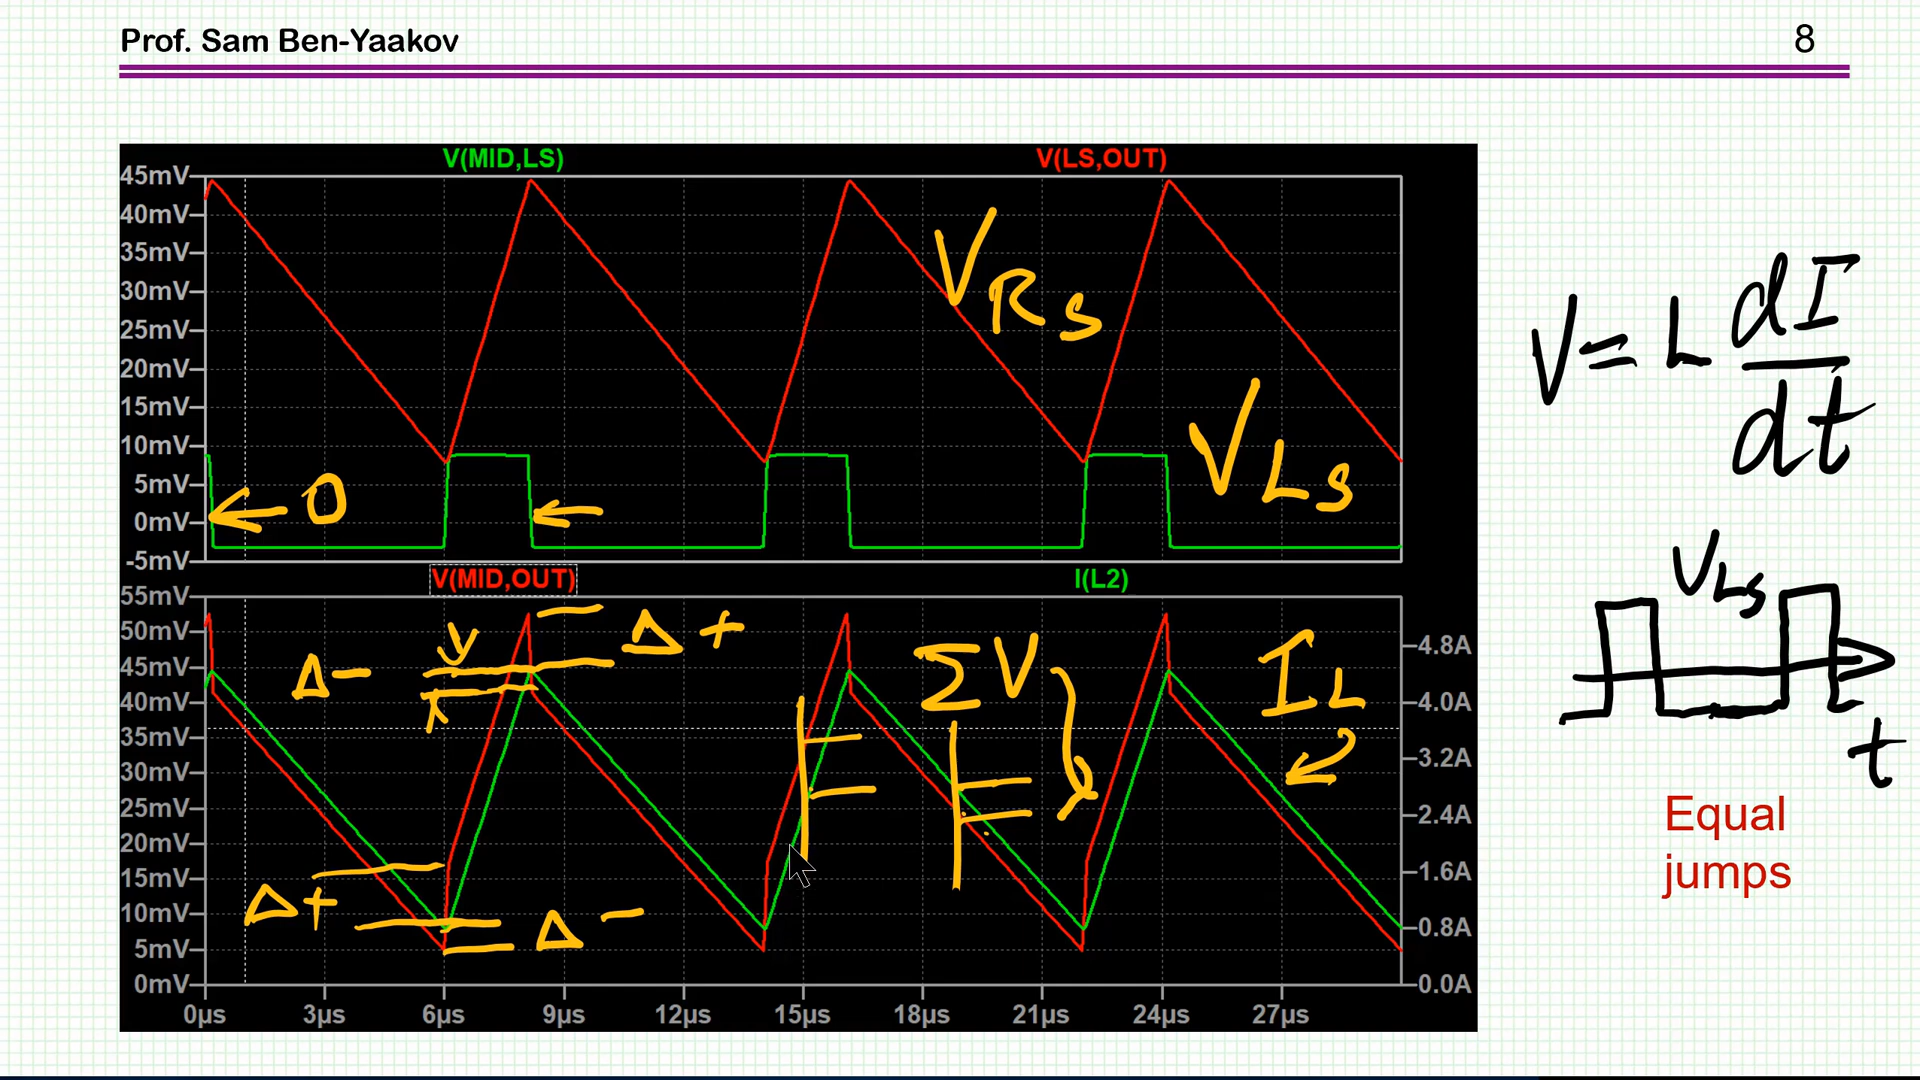 Prof. Sam Ben-Yaakov
8
V(MID,LS) V(LS,OUT)
45mV
40mV
35mV
30mV
25mV
20mV
15mV
10mV
5mV
0mV
-5mV
VRs
VLs
0
V(MID,OUT) I(L2)
55mV
50mV
45mV
40mV
35mV
30mV
25mV
20mV
15mV
10mV
5mV
0mV
4.8A
4.0A
3.2A
2.4A
1.6A
0.8A
0.0A
Δ-
V
R
Δ+
ΣV
IL
Δ+
Δ-
0µs 3µs 6µs 9µs 12µs 15µs 18µs 21µs 24µs 27µs
V = L dI
dt
VLs
t
Equal
jumps